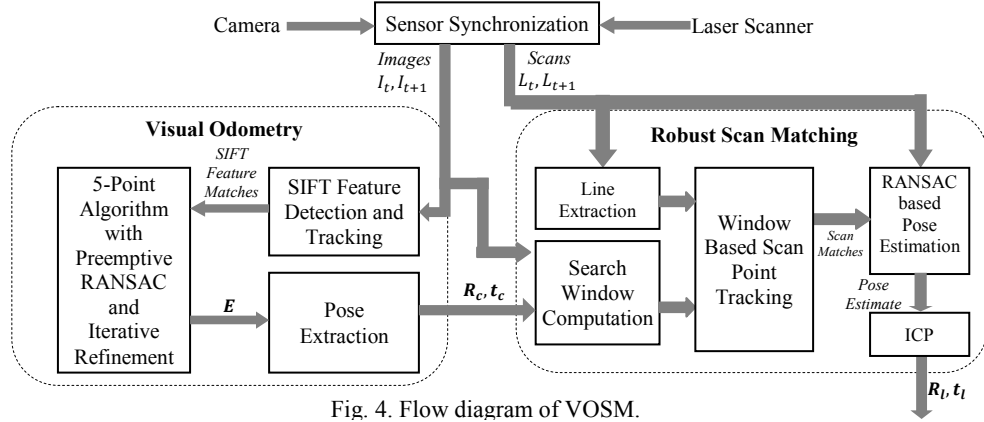 Camera
Sensor Synchronization
Laser Scanner
Images
I_t, I_{t+1}
Scans
L_t, L_{t+1}
Visual Odometry
SIFT
Feature
Matches
5-Point
Algorithm
with
Preemptive
RANSAC
and
Iterative
Refinement
SIFT Feature
Detection and
Tracking
E
Pose
Extraction
R_c, t_c
Robust Scan Matching
Line
Extraction
Search
Window
Computation
Window
Based Scan
Point
Tracking
Scan
Matches
RANSAC
based
Pose
Estimation
Pose
Estimate
ICP
R_l, t_l
Fig. 4. Flow diagram of VOSM.